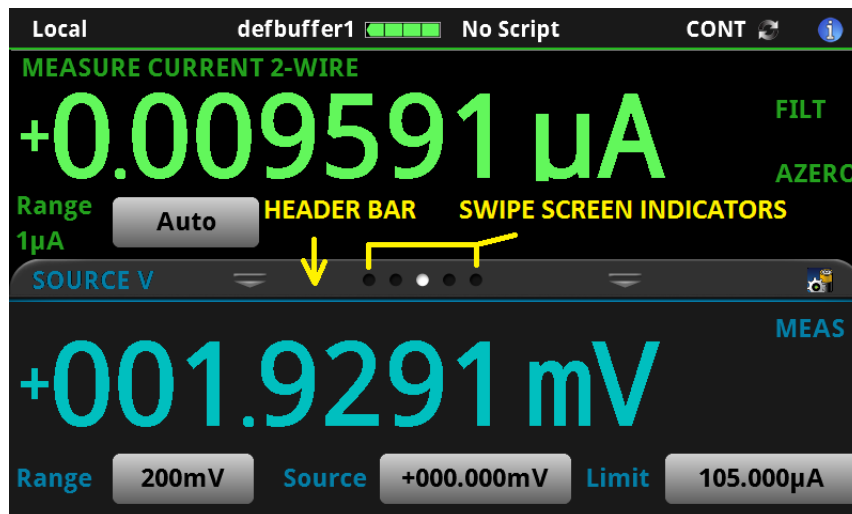 Local defbuffer1 No Script CONT i
MEASURE CURRENT 2-WIRE
+0.009591 µA
FILT
AZERO
Range
1µA
Auto
HEADER BAR SWIPE SCREEN INDICATORS
SOURCE V
MEAS
+001.9291 mV
Range 200mV Source +000.000mV Limit 105.000µA